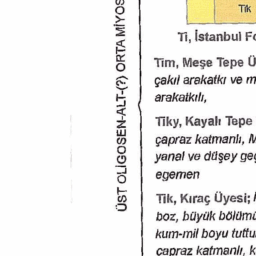 Tik
Ti, İstanbul Fo
Tim, Meşe Tepe Ü
çakıl arakatkı ve m
arakatkılı,
Tiky, Kayalı Tepe
çapraz katmanlı, M
yanal ve düşey geç
egemen
Tik, Kıraç Üyesi;
boz, büyük bölümü
kum-mil boyu tuttu
çapraz katmanlı, k
ÜST OLİGOSEN-ALT-(?) ORTA MİYOS